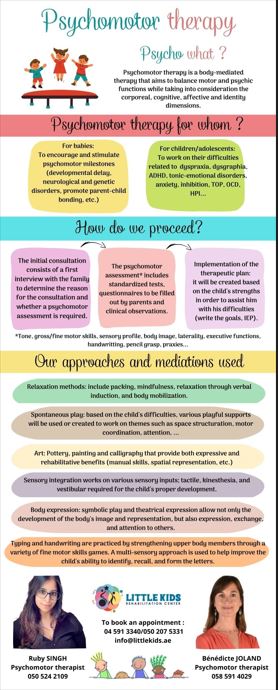 Psychomotor therapy
Psycho what ?
Psychomotor therapy is a body-mediated
therapy that aims to balance motor and psychic
functions while taking into consideration the
corporeal, cognitive, affective and identity
dimensions.
Psychomotor therapy for whom ?
For babies:
To encourage and stimulate
psychomotor milestones
(developmental delay,
neurological and genetic
disorders, promote parent-child
bonding, etc.)
For children/adolescents:
To work on their difficulties
related to dyspraxia, dysgraphia,
ADHD, tonic-emotional disorders,
anxiety, inhibition, TOP, OCD,
HPI...
How do we proceed?
The initial consultation
consists of a first
interview with the family
to determine the reason
for the consultation and
whether a psychomotor
assessment is required.
The psychomotor
assessment* includes
standardized tests,
questionnaires to be filled
out by parents and
clinical observations.
Implementation of the
therapeutic plan:
it will be created based
on the child's strengths
in order to assist him
with his difficulties
(write the goals, IEP).
*Tone, gross/fine motor skills, sensory profile, body image, laterality, executive functions,
handwriting, pencil grasp, praxies...
Our approaches and mediations used
Relaxation methods: include packing, mindfulness, relaxation through verbal
induction, and body mobilization.
Spontaneous play: based on the child's difficulties, various playful supports
will be used or created to work on themes such as space structuration, motor
coordination, attention, ...
Art: Pottery, painting and calligraphy that provide both expressive and
rehabilitative benefits (manual skills, spatial representation, etc.)
Sensory integration works on various sensory inputs: tactile, kinesthesia, and
vestibular required for the child's proper development.
Body expression: symbolic play and theatrical expression allow not only the
development of the body's image and representation, but also expression, exchange,
and attention to others.
Typing and handwriting are practiced by strengthening upper body members through a
variety of fine motor skills games. A multi-sensory approach is used to help improve the
child's ability to identify, recall, and form the letters.
LITTLE KIDS
REHABILITATION CENTER
To book an appointment :
04 591 3340/050 207 5331
info@littlekids.ae
Ruby SINGH
Psychomotor therapist
050 524 2109
Bénédicte JOLAND
Psychomotor therapist
058 591 4029